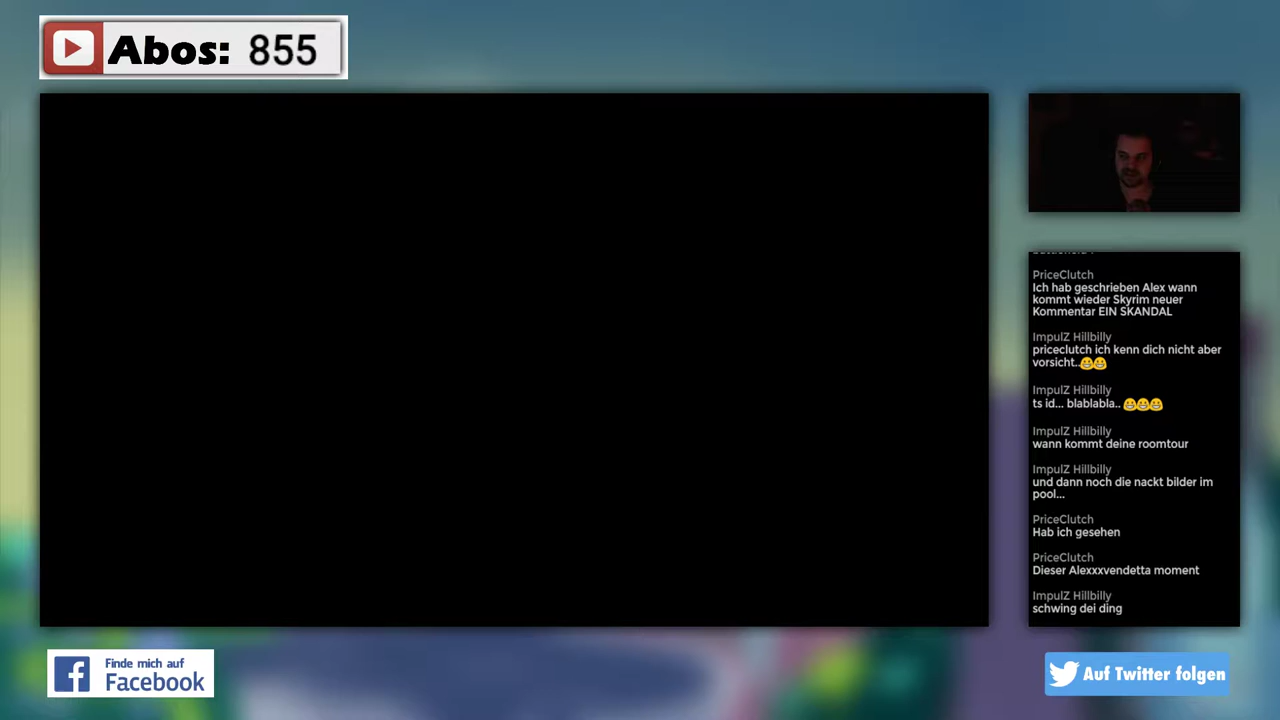 Abos: 855
PriceClutch
Ich hab geschrieben Alex wann
kommt wieder Skyrim neuer
Kommentar EIN SKANDAL
ImpulZ Hillbilly
priceclutch ich kenn dich nicht aber
vorsicht..😀😀
ImpulZ Hillbilly
ts id... blablabla.. 😀😀😀
ImpulZ Hillbilly
wann kommt deine roomtour
ImpulZ Hillbilly
und dann noch die nackt bilder im
pool...
PriceClutch
Hab ich gesehen
PriceClutch
Dieser Alexxxvendetta moment
ImpulZ Hillbilly
schwing dei ding
Finde mich auf
Facebook
Auf Twitter folgen